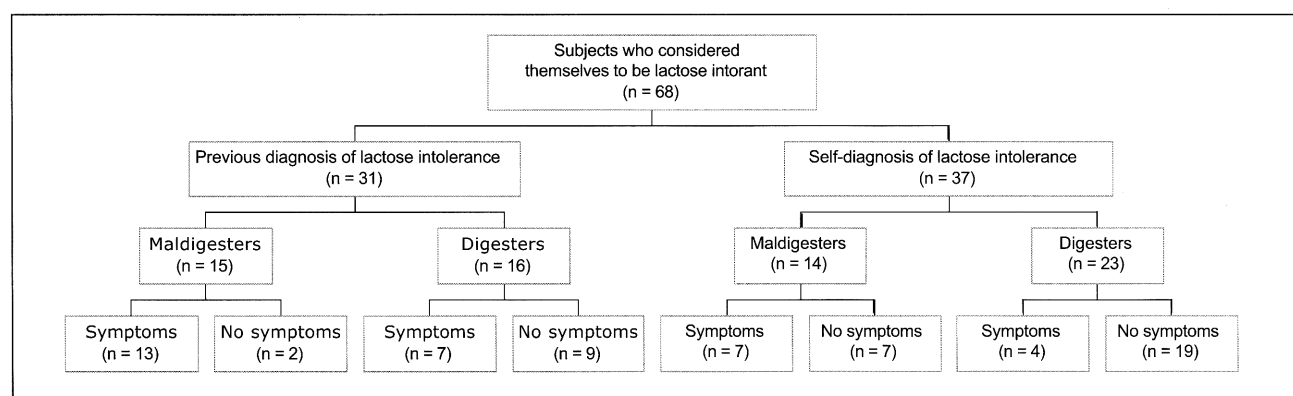 Subjects who considered
themselves to be lactose intorant
(n = 68)
Previous diagnosis of lactose intolerance
(n = 31)
Self-diagnosis of lactose intolerance
(n = 37)
Maldigesters
(n = 15)
Digesters
(n = 16)
Maldigesters
(n = 14)
Digesters
(n = 23)
Symptoms
(n = 13)
No symptoms
(n = 2)
Symptoms
(n = 7)
No symptoms
(n = 9)
Symptoms
(n = 7)
No symptoms
(n = 7)
Symptoms
(n = 4)
No symptoms
(n = 19)